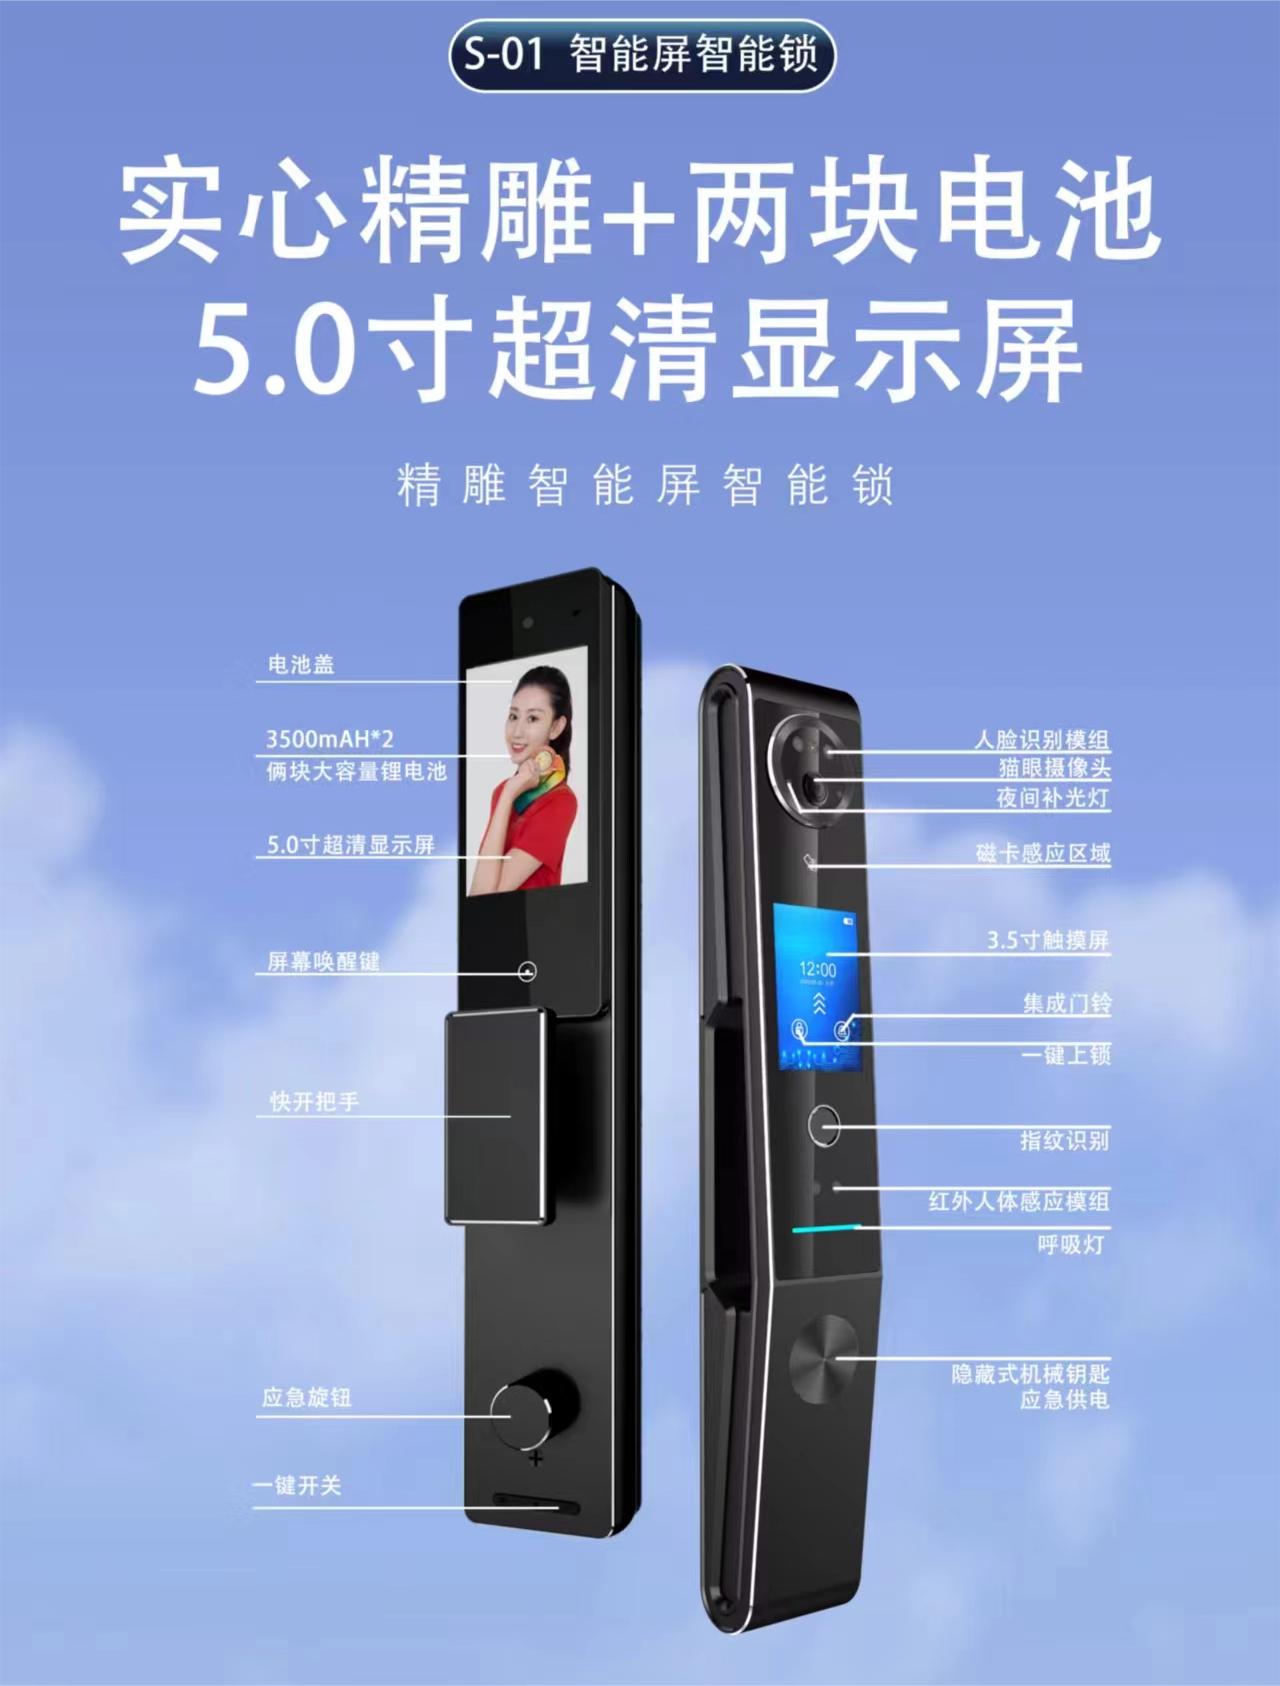 S-01 智能屏智能锁
实心精雕+两块电池
5.0寸超清显示屏
精雕智能屏智能锁
电池盖
3500mAH*2
俩块大容量锂电池
5.0寸超清显示屏
屏幕唤醒键
快开把手
应急旋钮
一键开关
人脸识别模组
猫眼摄像头
夜间补光灯
磁卡感应区域
3.5寸触摸屏
12:00
集成门铃
一键上锁
指纹识别
红外人体感应模组
呼吸灯
隐藏式机械钥匙
应急供电